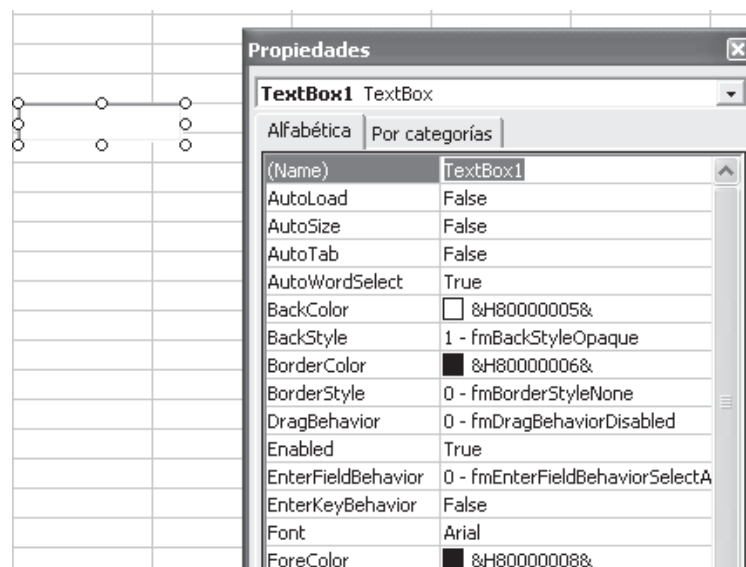 Propiedades
TextBox1 TextBox
Alfabética Por categorías
(Name) TextBox1
AutoLoad False
AutoSize False
AutoTab False
AutoWordSelect True
BackColor &H80000005&
BackStyle 1 - fmBackStyleOpaque
BorderColor &H80000006&
BorderStyle 0 - fmBorderStyleNone
DragBehavior 0 - fmDragBehaviorDisabled
Enabled True
EnterFieldBehavior 0 - fmEnterFieldBehaviorSelectA
EnterKeyBehavior False
Font Arial
ForeColor &H80000008&